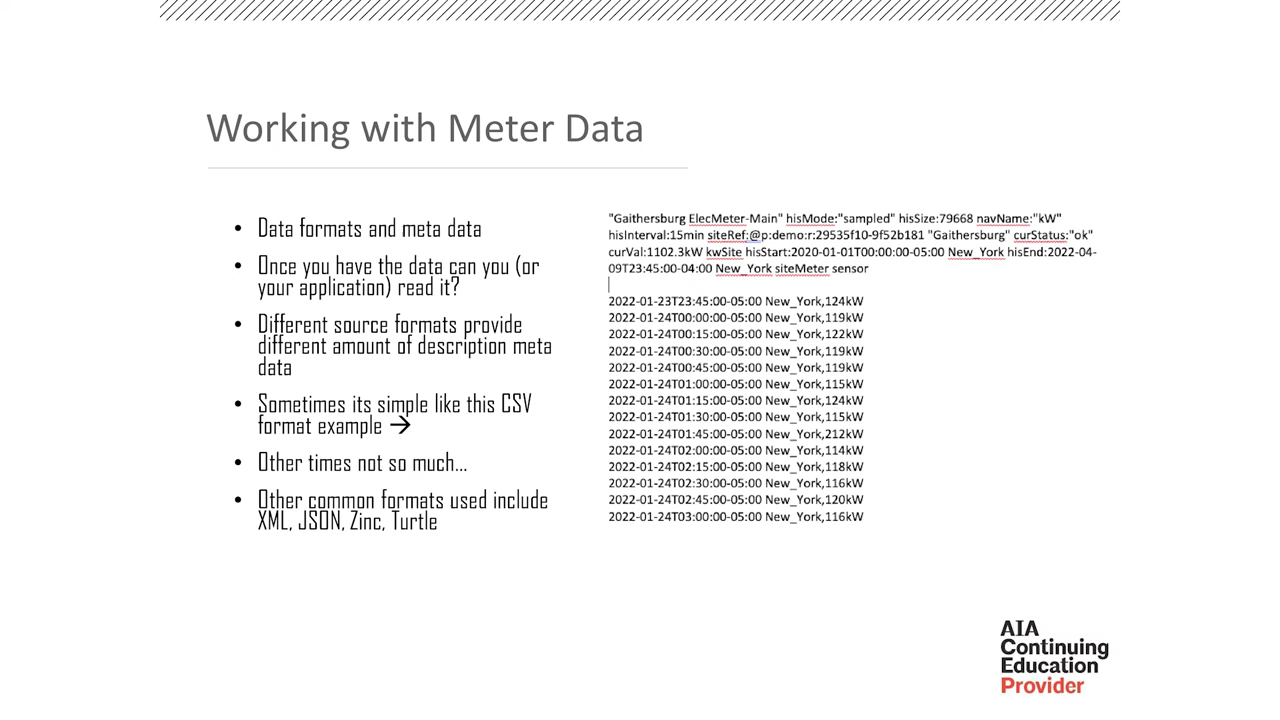 Working with Meter Data
• Data formats and meta data
• Once you have the data can you (or
your application) read it?
• Different source formats provide
different amount of description meta
data
• Sometimes its simple like this CSV
format example →
• Other times not so much...
• Other common formats used include
XML, JSON, Zinc, Turtle
"Gaithersburg ElecMeter-Main" hisMode:"sampled" hisSize:79668 navName:"kW"
hisInterval:15min siteRef:@p:demo:r:29535f10-9f52b181 "Gaithersburg" curStatus:"ok"
curVal:1102.3kW kwSite hisStart:2020-01-01T00:00:00-05:00 New_York hisEnd:2022-04-
09T23:45:00-04:00 New_York siteMeter sensor
2022-01-23T23:45:00-05:00 New_York,124kW
2022-01-24T00:00:00-05:00 New_York,119kW
2022-01-24T00:15:00-05:00 New_York,122kW
2022-01-24T00:30:00-05:00 New_York,119kW
2022-01-24T00:45:00-05:00 New_York,119kW
2022-01-24T01:00:00-05:00 New_York,115kW
2022-01-24T01:15:00-05:00 New_York,124kW
2022-01-24T01:30:00-05:00 New_York,115kW
2022-01-24T01:45:00-05:00 New_York,212kW
2022-01-24T02:00:00-05:00 New_York,114kW
2022-01-24T02:15:00-05:00 New_York,118kW
2022-01-24T02:30:00-05:00 New_York,116kW
2022-01-24T02:45:00-05:00 New_York,120kW
2022-01-24T03:00:00-05:00 New_York,116kW
AIA
Continuing
Education
Provider